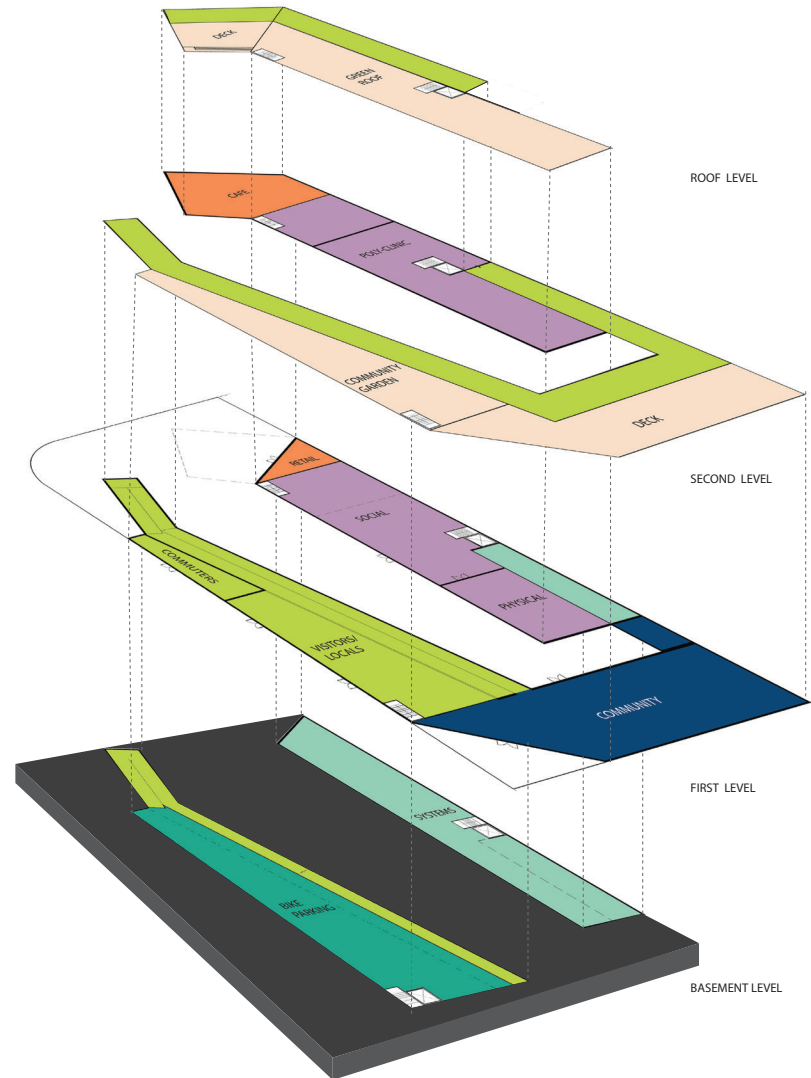 DECK
GREEN
ROOF
ROOF LEVEL
CAFE
POLY-CLINIC
COMMUNITY
GARDEN
DECK
SECOND LEVEL
RETAIL
SOCIAL
COMMUTERS
PHYSICAL
VISITORS/
LOCALS
COMMUNITY
FIRST LEVEL
SYSTEMS
BIKE
PARKING
BASEMENT LEVEL